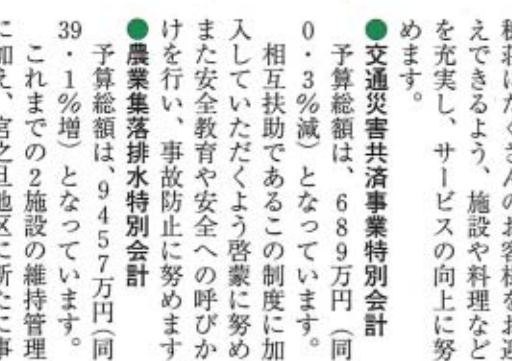 穂荘にたくさんのお客様をお迎
えできるよう、施設や料理など
を充実し、サービスの向上に努
めます。
●交通災害共済事業特別会計
予算総額は、689万円（同
0・3％減）となっています。
相互扶助であるこの制度に加
入していただくよう啓蒙に努め
また安全教育や安全への呼びか
けを行い、事故防止に努めます
●農業集落排水特別会計
予算総額は、9457万円（同
39・1％増）となっています。
これまでの2施設の維持管理
に加え、宮之旦地区に新たに事